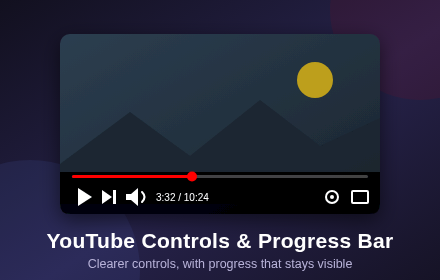 3:32 / 10:24
YouTube Controls & Progress Bar
Clearer controls, with progress that stays visible